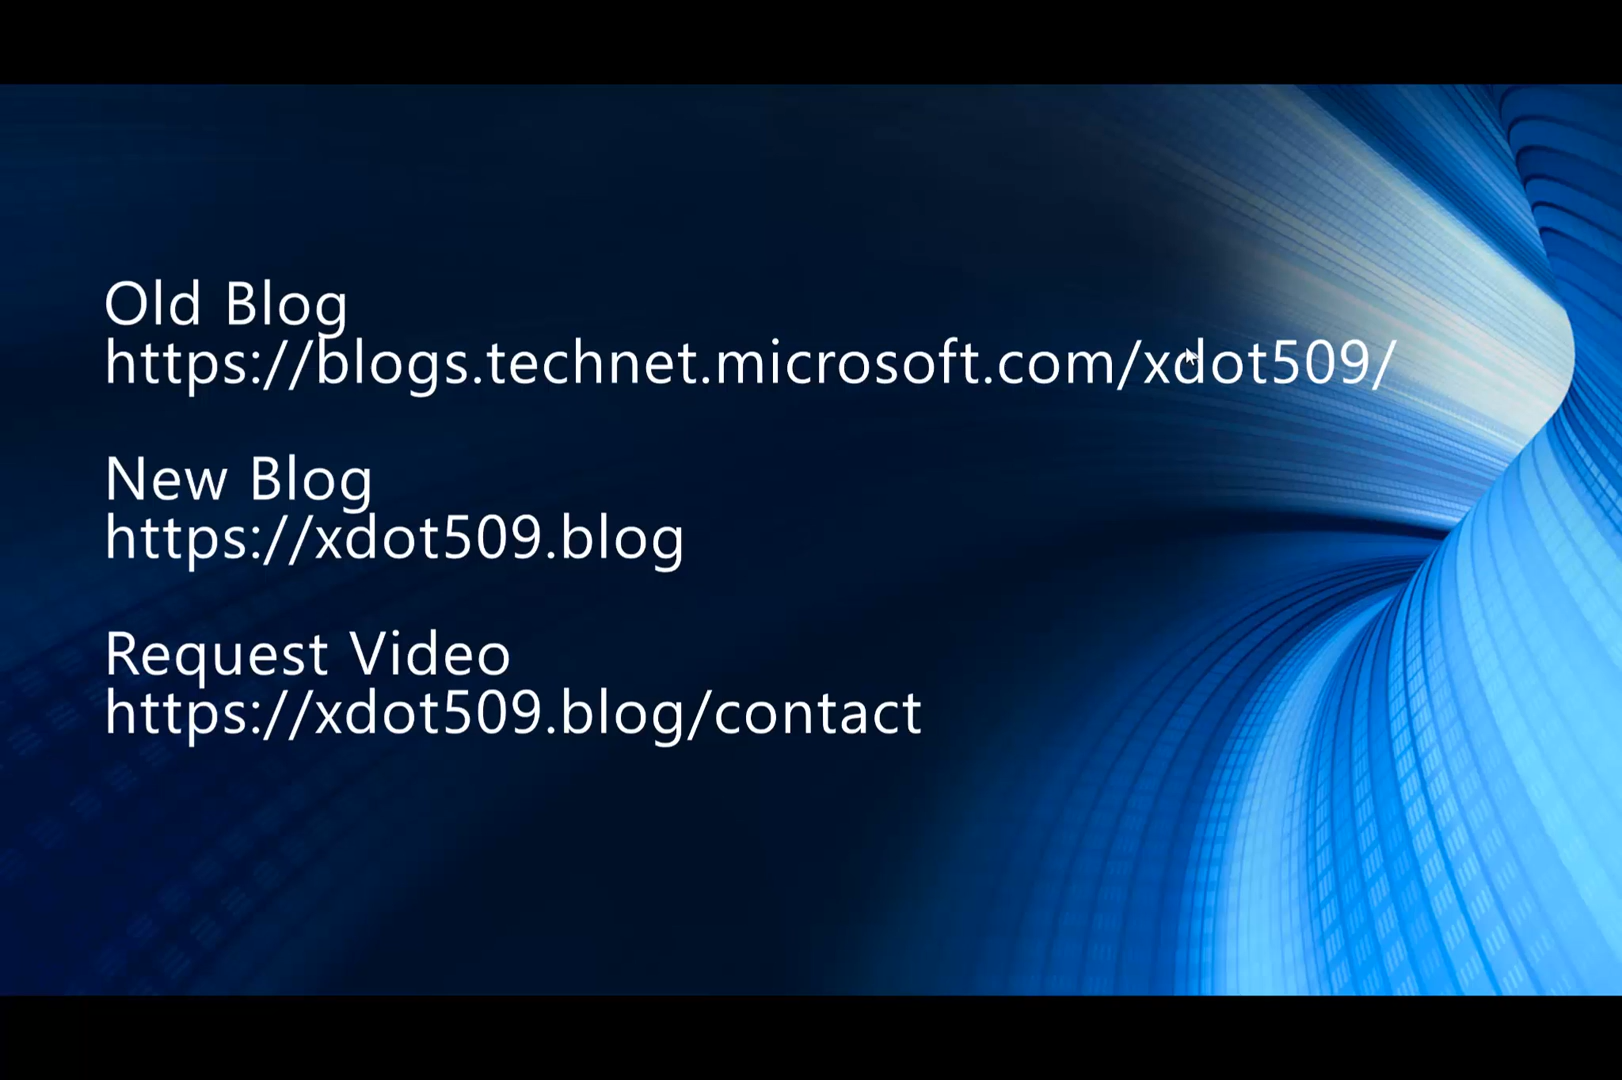 Old Blog
https://blogs.technet.microsoft.com/xdot509/
New Blog
https://xdot509.blog
Request Video
https://xdot509.blog/contact